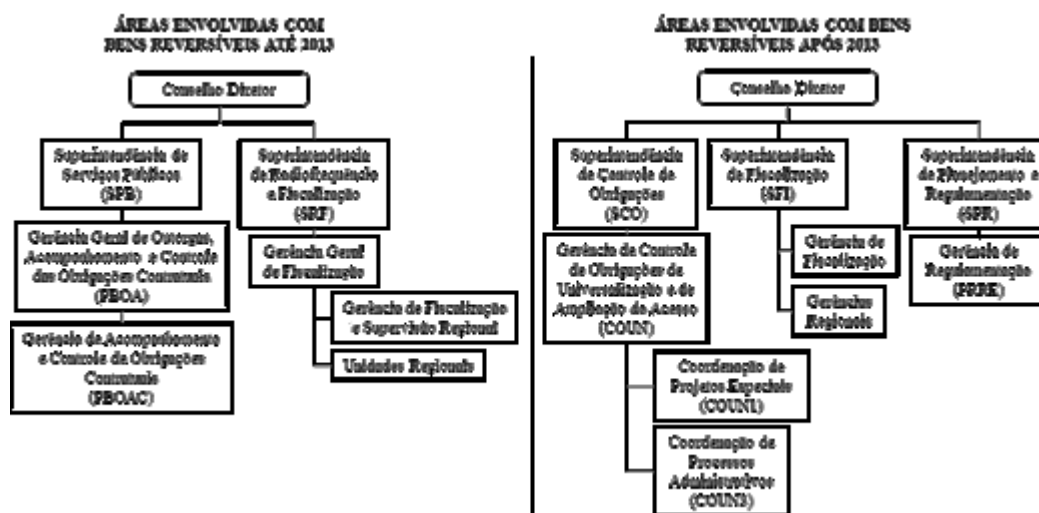 ÁREAS ENVOLVIDAS COM
BENS REVERSÍVEIS ATÉ 2013
Conselho Diretor
Superintendência de
Serviços Públicos
(SPB)
Superintendência
de Radiofrequência
e Fiscalização
(SRF)
Gerência Geral de Outorgas,
Acompanhamento e Controle
das Obrigações Contratuais
(PBOA)
Gerência Geral
de Fiscalização
Gerência de Fiscalização
e Supervisão Regional
Unidades Regionais
Gerência de Acompanhamento
e Controle de Obrigações
Contratuais
(PBOAC)
ÁREAS ENVOLVIDAS COM BENS
REVERSÍVEIS APÓS 2013
Conselho Diretor
Superintendência
de Controle de
Obrigações
(SCO)
Superintendência
de Fiscalização
(SFI)
Superintendência
de Planejamento e
Regulamentação
(SPR)
Gerência de Controle
de Obrigações de
Universalização e de
Ampliação do Acesso
(COUN)
Gerência de
Fiscalização
Gerências
Regionais
Gerência de
Regulamentação
(PRRE)
Coordenação de
Projetos Especiais
(COUN1)
Coordenação de
Processos
Administrativos
(COUN3)